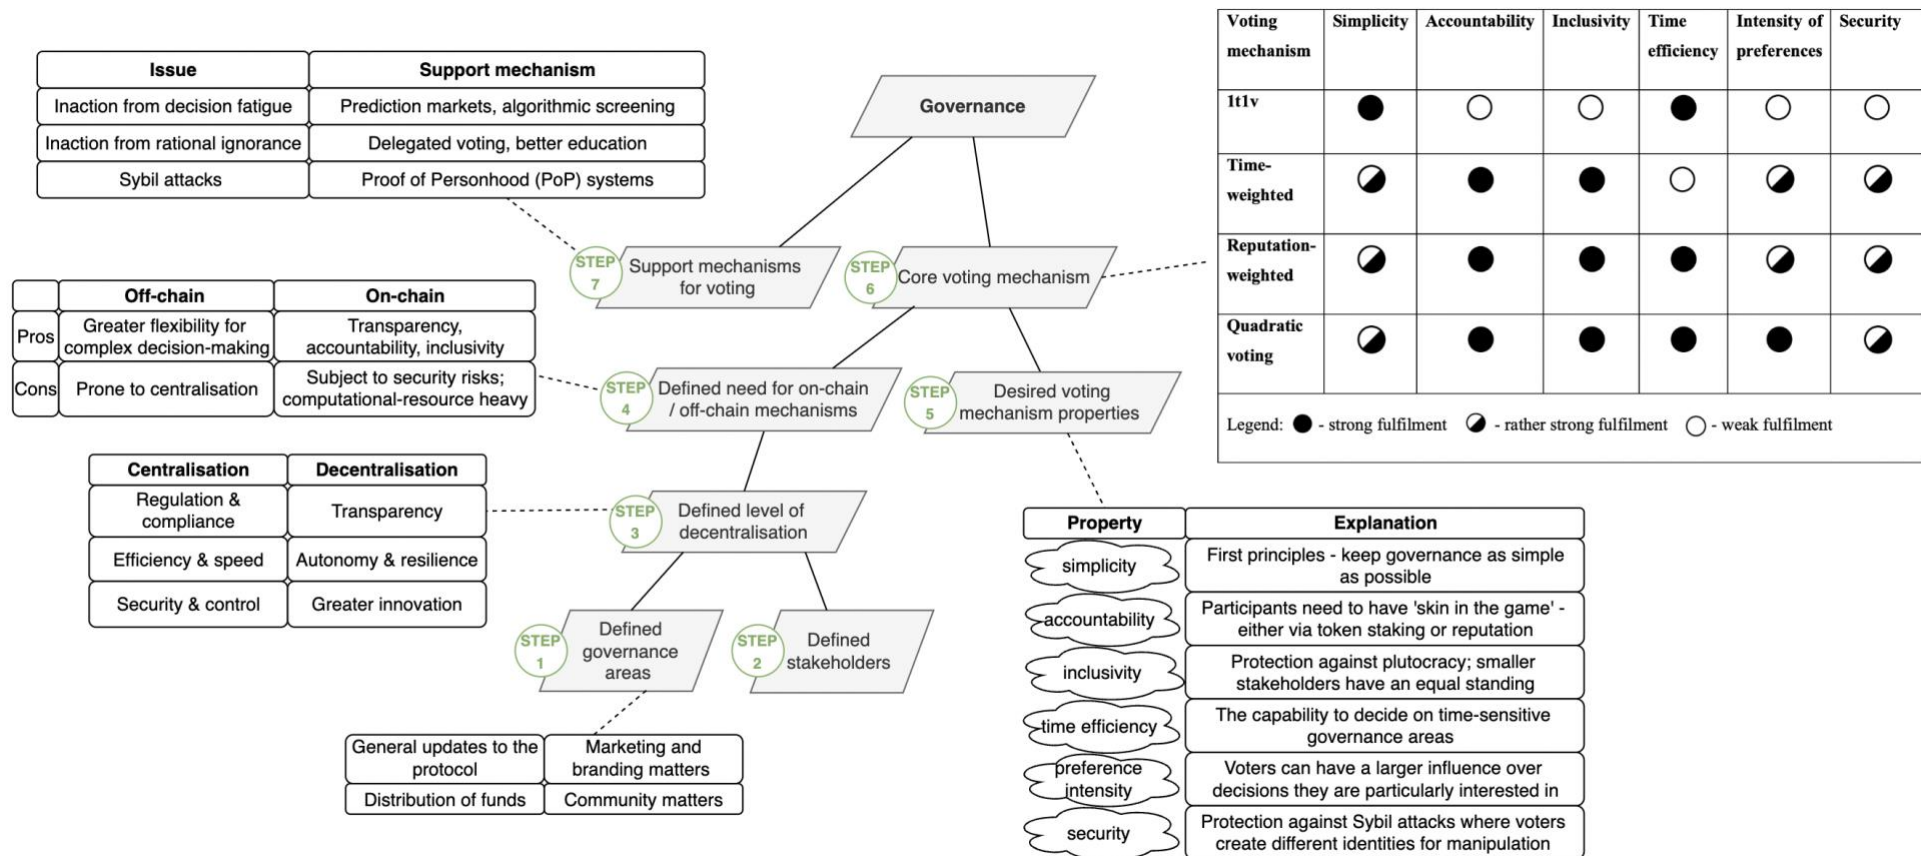 Issue
Support mechanism
Inaction from decision fatigue
Prediction markets, algorithmic screening
Inaction from rational ignorance
Delegated voting, better education
Sybil attacks
Proof of Personhood (PoP) systems
Governance
STEP
7
Support mechanisms
for voting
STEP
6
Core voting mechanism
Off-chain
On-chain
Pros
Greater flexibility for
complex decision-making
Transparency,
accountability, inclusivity
Cons
Prone to centralisation
Subject to security risks;
computational-resource heavy
STEP
4
Defined need for on-chain
/ off-chain mechanisms
STEP
5
Desired voting
mechanism properties
Centralisation
Decentralisation
Regulation &
compliance
Transparency
Efficiency & speed
Autonomy & resilience
Security & control
Greater innovation
STEP
3
Defined level of
decentralisation
STEP
1
Defined
governance
areas
STEP
2
Defined
stakeholders
General updates to the
protocol
Marketing and
branding matters
Distribution of funds
Community matters
Voting
mechanism
Simplicity
Accountability
Inclusivity
Time
efficiency
Intensity of
preferences
Security
1t1v
Time-
weighted
Reputation-
weighted
Quadratic
voting
Legend:
- strong fulfilment
- rather strong fulfilment
- weak fulfilment
Property
Explanation
simplicity
First principles - keep governance as simple
as possible
accountability
Participants need to have 'skin in the game' -
either via token staking or reputation
inclusivity
Protection against plutocracy; smaller
stakeholders have an equal standing
time efficiency
The capability to decide on time-sensitive
governance areas
preference
intensity
Voters can have a larger influence over
decisions they are particularly interested in
security
Protection against Sybil attacks where voters
create different identities for manipulation